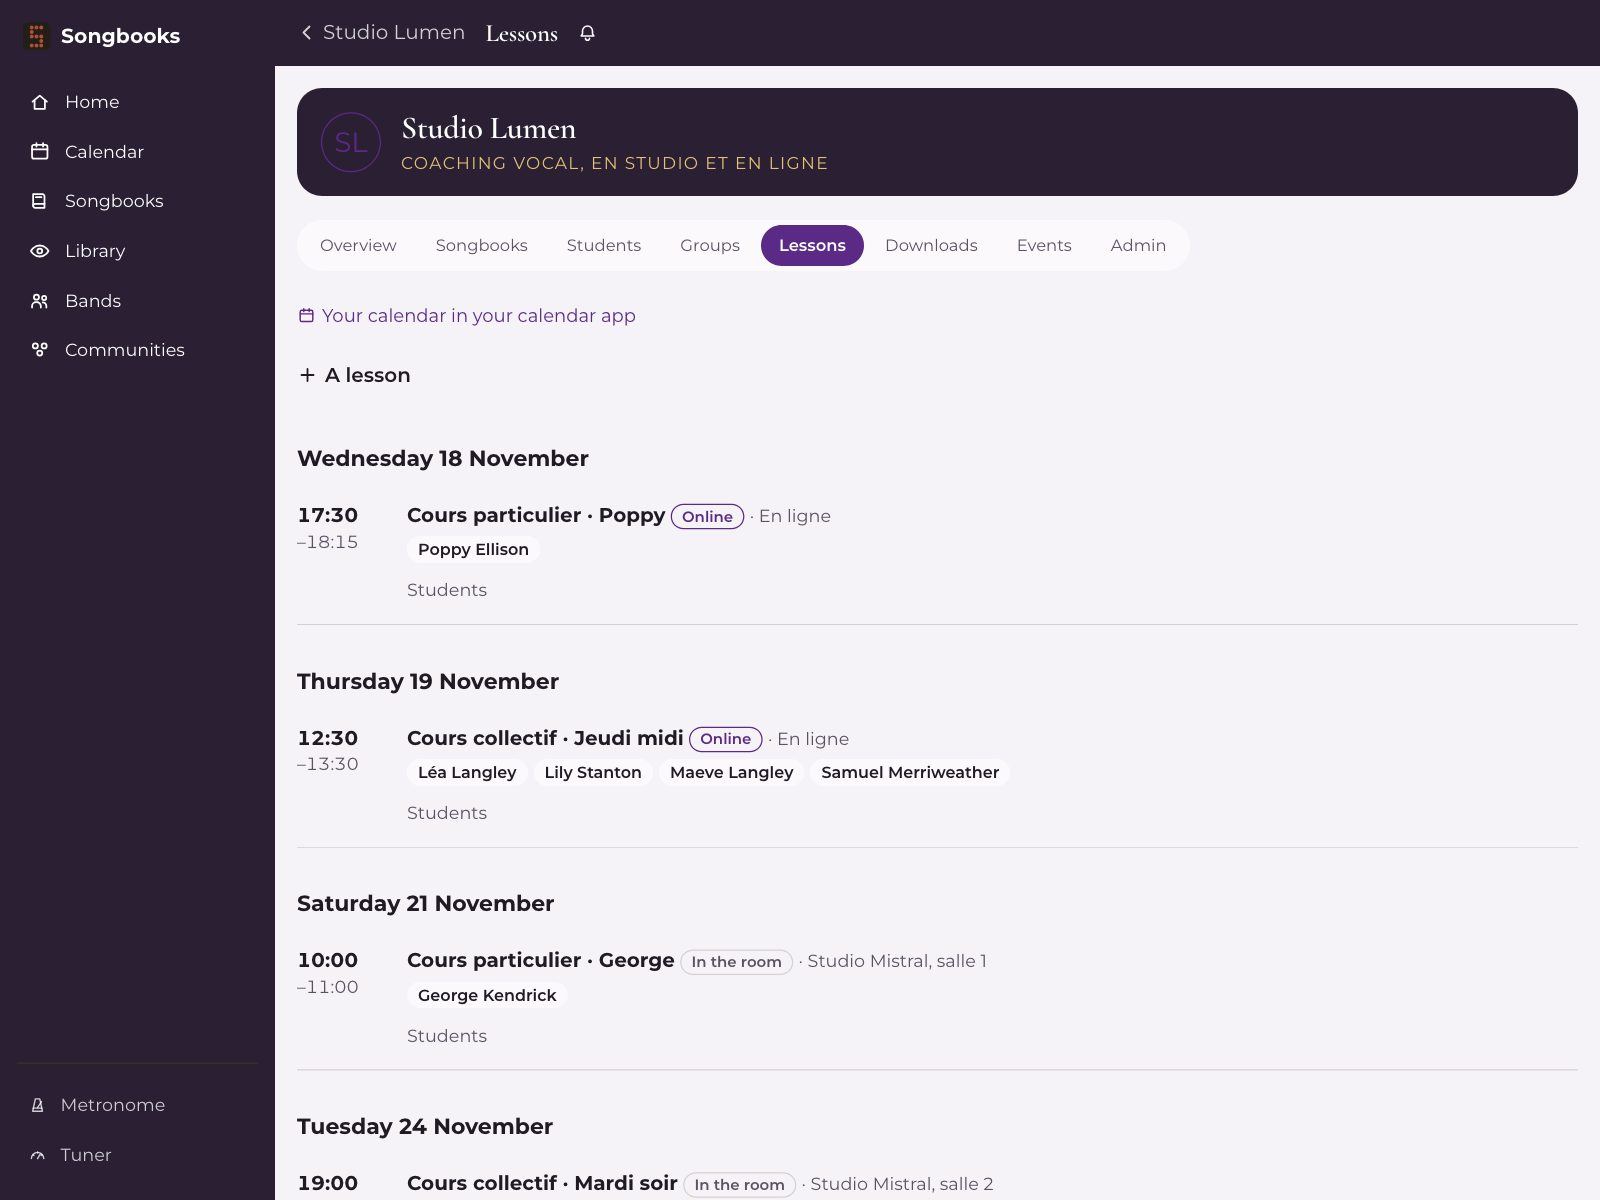 Songbooks
Home
Calendar
Songbooks
Library
Bands
Communities
Metronome
Tuner
Studio Lumen Lessons
SL
Studio Lumen
COACHING VOCAL, EN STUDIO ET EN LIGNE
Overview Songbooks Students Groups Lessons Downloads Events Admin
Your calendar in your calendar app
+ A lesson
Wednesday 18 November
17:30 Cours particulier · Poppy Online · En ligne
–18:15
Poppy Ellison
Students
Thursday 19 November
12:30 Cours collectif · Jeudi midi Online · En ligne
–13:30
Léa Langley Lily Stanton Maeve Langley Samuel Merriweather
Students
Saturday 21 November
10:00 Cours particulier · George In the room · Studio Mistral, salle 1
–11:00
George Kendrick
Students
Tuesday 24 November
19:00 Cours collectif · Mardi soir In the room · Studio Mistral, salle 2